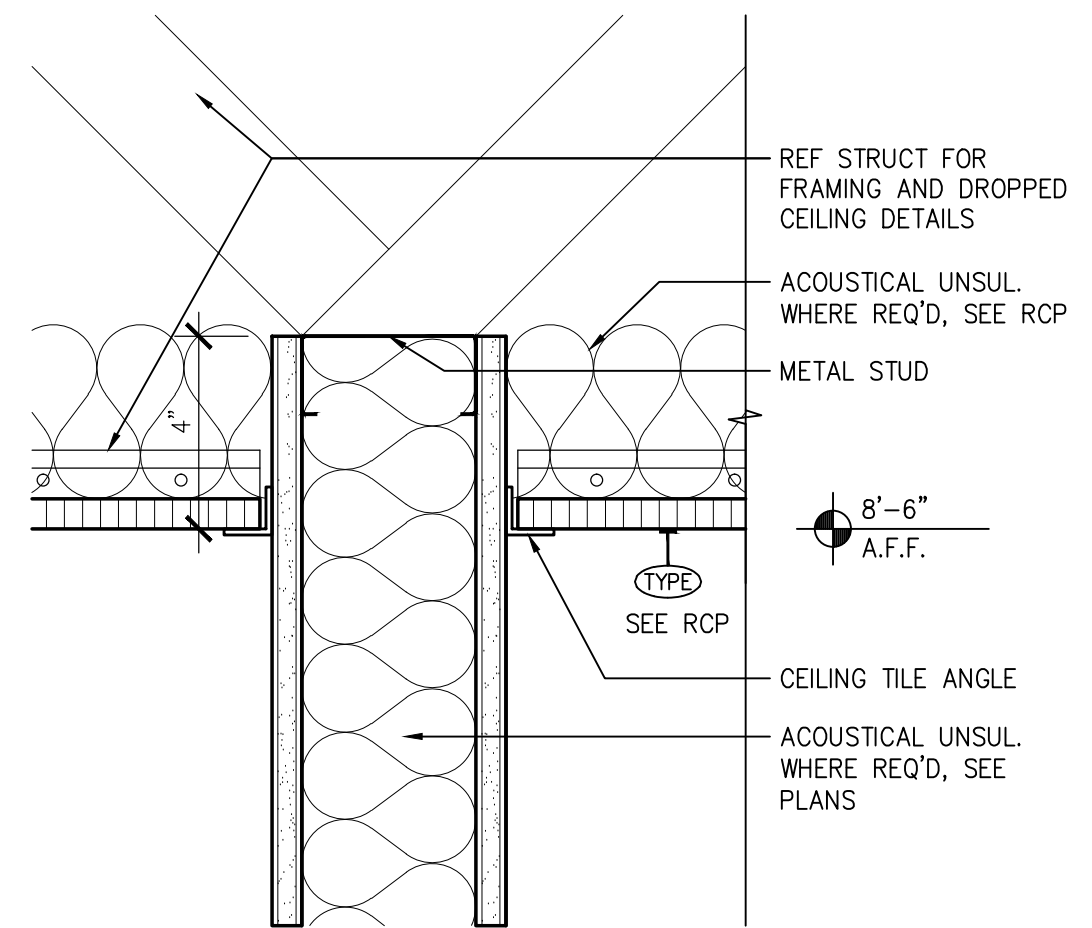 REF STRUCT FOR
FRAMING AND DROPPED
CEILING DETAILS
ACOUSTICAL UNSUL.
WHERE REQ'D, SEE RCP
METAL STUD
4"
8'-6"
A.F.F.
TYPE
SEE RCP
CEILING TILE ANGLE
ACOUSTICAL UNSUL.
WHERE REQ'D, SEE
PLANS